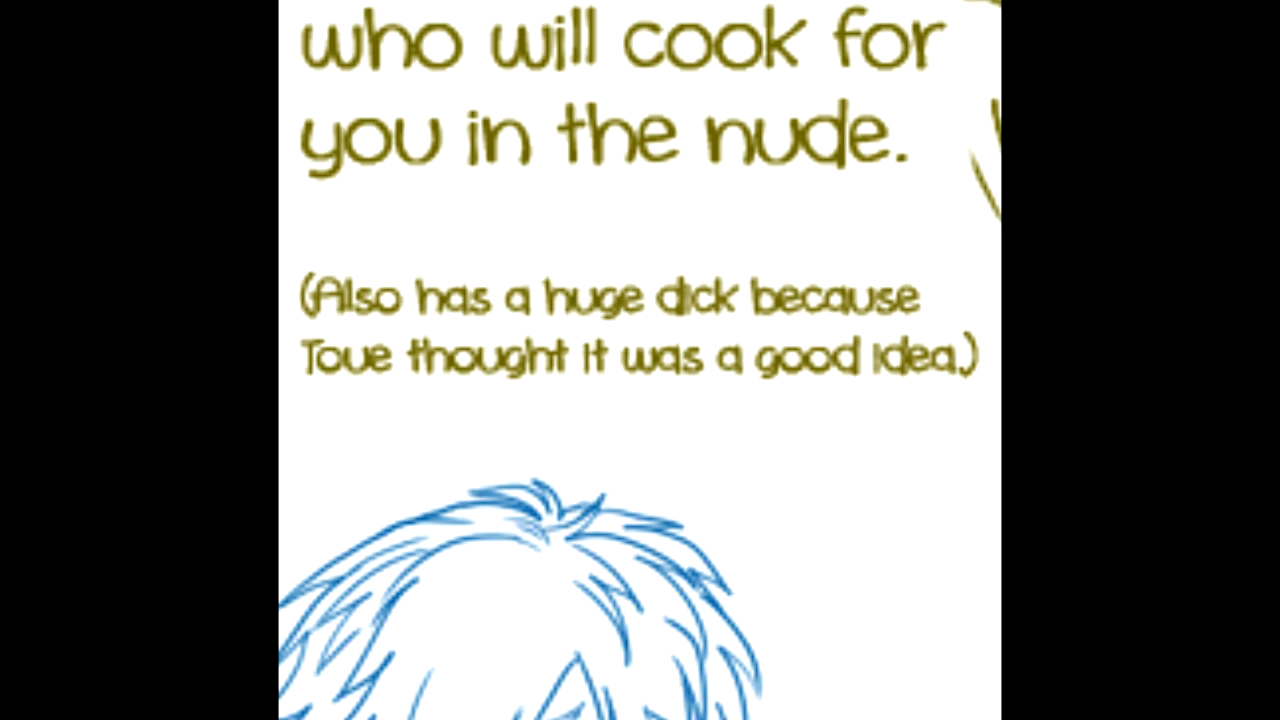 who will cook for
you in the nude.
(Also has a huge dick because
Toue thought it was a good idea.)